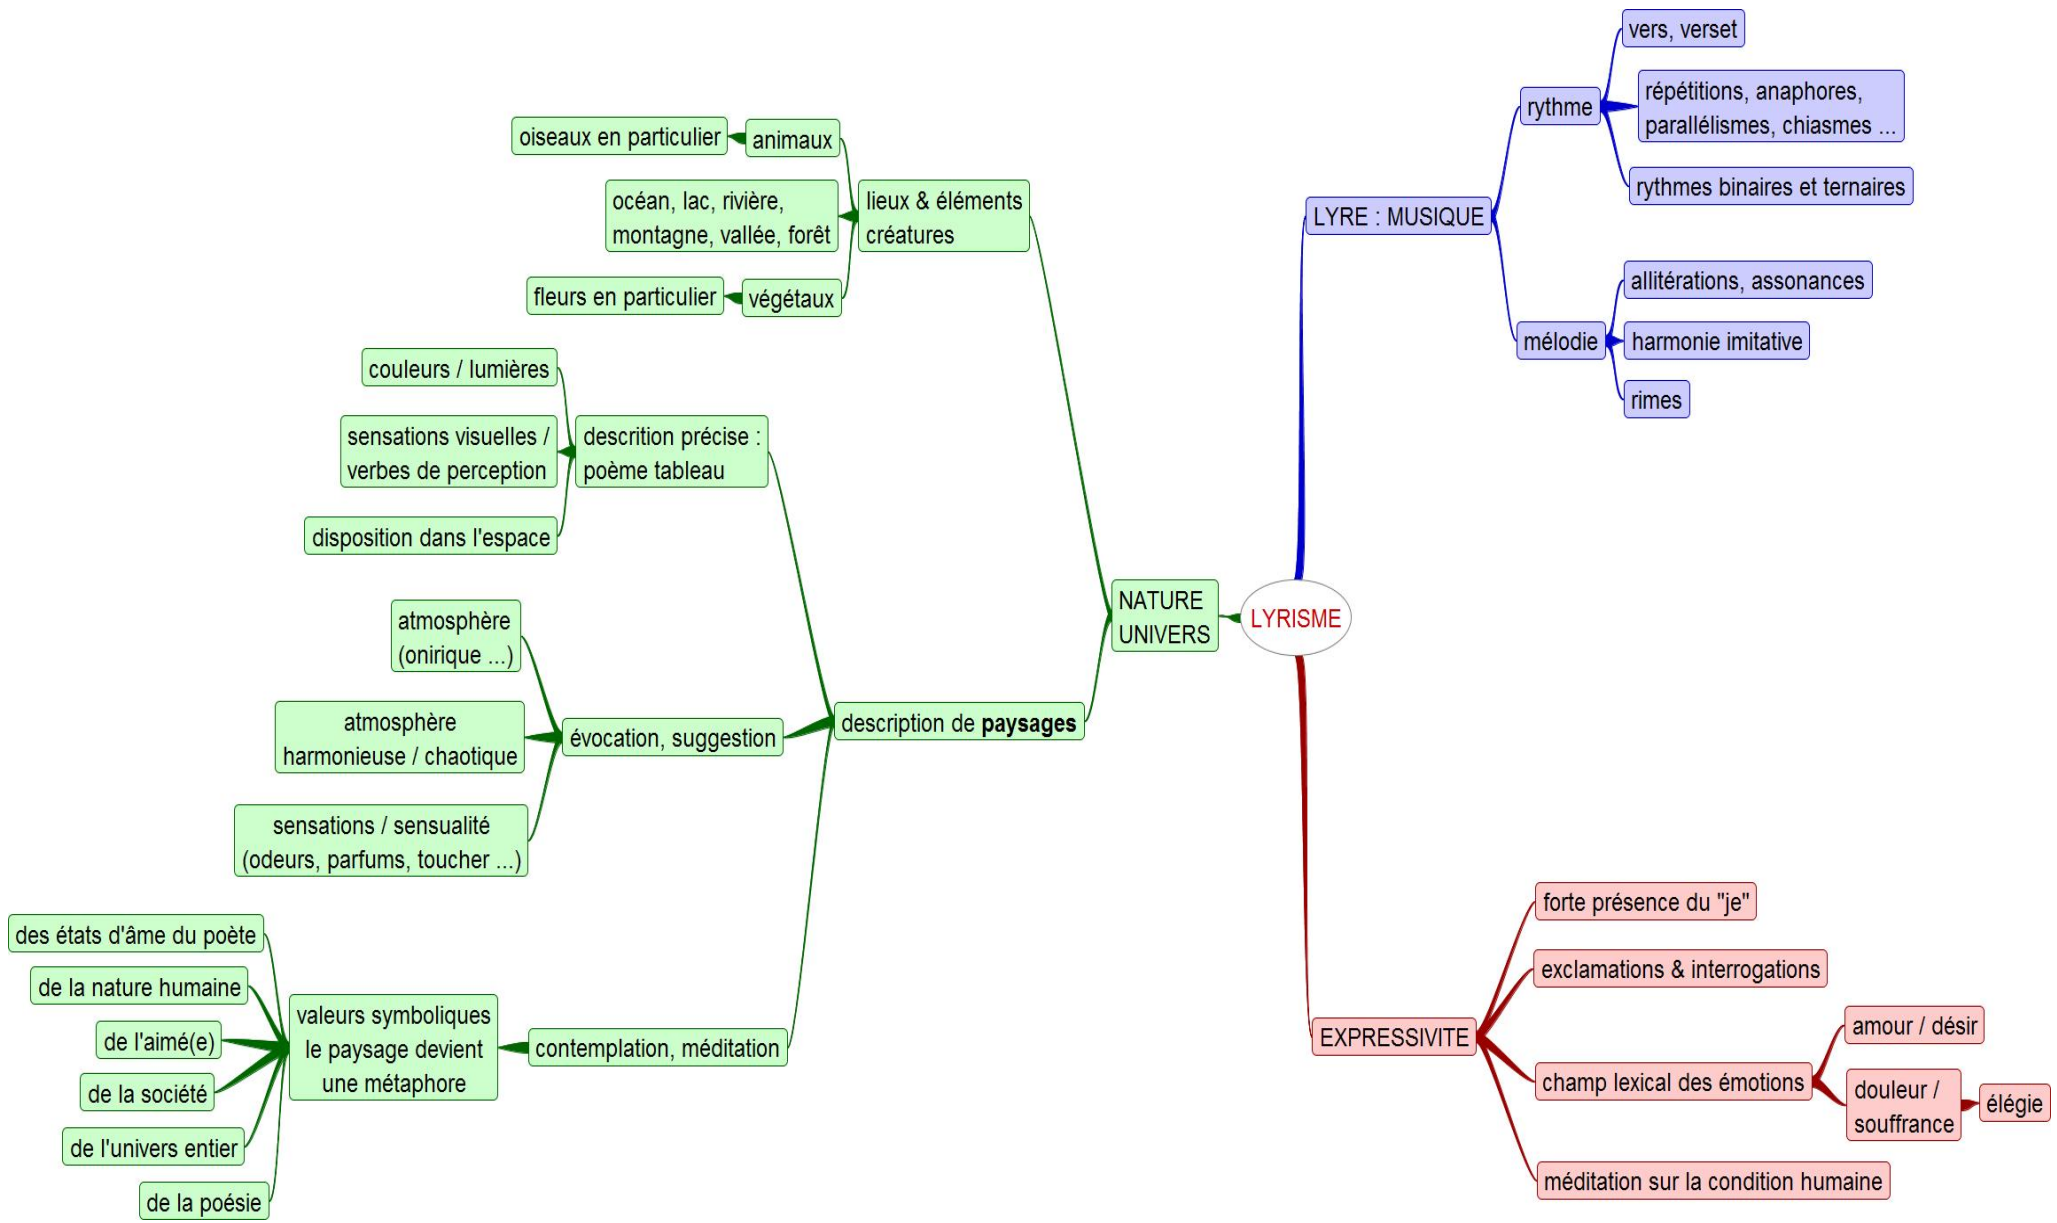 LYRISME
LYRE : MUSIQUE
rythme
vers, verset
répétitions, anaphores,
parallélismes, chiasmes ...
rythmes binaires et ternaires
mélodie
allitérations, assonances
harmonie imitative
rimes
EXPRESSIVITE
forte présence du "je"
exclamations & interrogations
champ lexical des émotions
amour / désir
douleur /
souffrance
élégie
méditation sur la condition humaine
NATURE
UNIVERS
lieux & éléments
créatures
animaux
oiseaux en particulier
océan, lac, rivière,
montagne, vallée, forêt
végétaux
fleurs en particulier
description de paysages
descrition précise :
poème tableau
couleurs / lumières
sensations visuelles /
verbes de perception
disposition dans l'espace
évocation, suggestion
atmosphère
(onirique ...)
atmosphère
harmonieuse / chaotique
sensations / sensualité
(odeurs, parfums, toucher ...)
contemplation, méditation
valeurs symboliques
le paysage devient
une métaphore
des états d'âme du poète
de la nature humaine
de l'aimé(e)
de la société
de l'univers entier
de la poésie